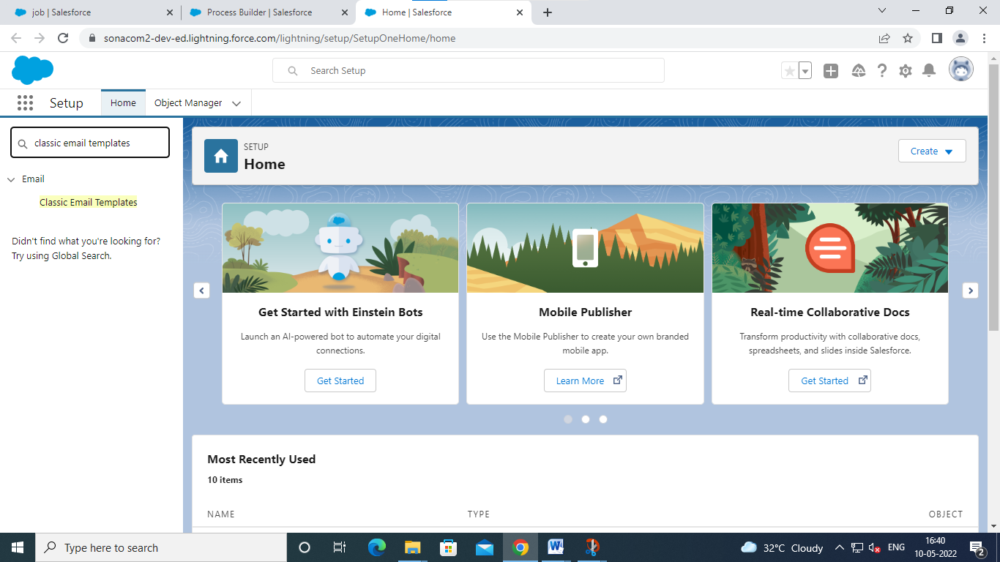 job | Salesforce
Process Builder | Salesforce
Home | Salesforce
sonacom2-dev-ed.lightning.force.com/lightning/setup/SetupOneHome/home
Search Setup
Setup
Home
Object Manager
classic email templates
Email
Classic Email Templates
Didn't find what you're looking for?
Try using Global Search.
SETUP
Home
Create
Get Started with Einstein Bots
Launch an AI-powered bot to automate your digital
connections.
Get Started
Mobile Publisher
Use the Mobile Publisher to create your own branded
mobile app.
Learn More
Real-time Collaborative Docs
Transform productivity with collaborative docs,
spreadsheets, and slides inside Salesforce.
Get Started
Most Recently Used
10 items
NAME
TYPE
OBJECT
Type here to search
32°C Cloudy
ENG
16:40
10-05-2022
2